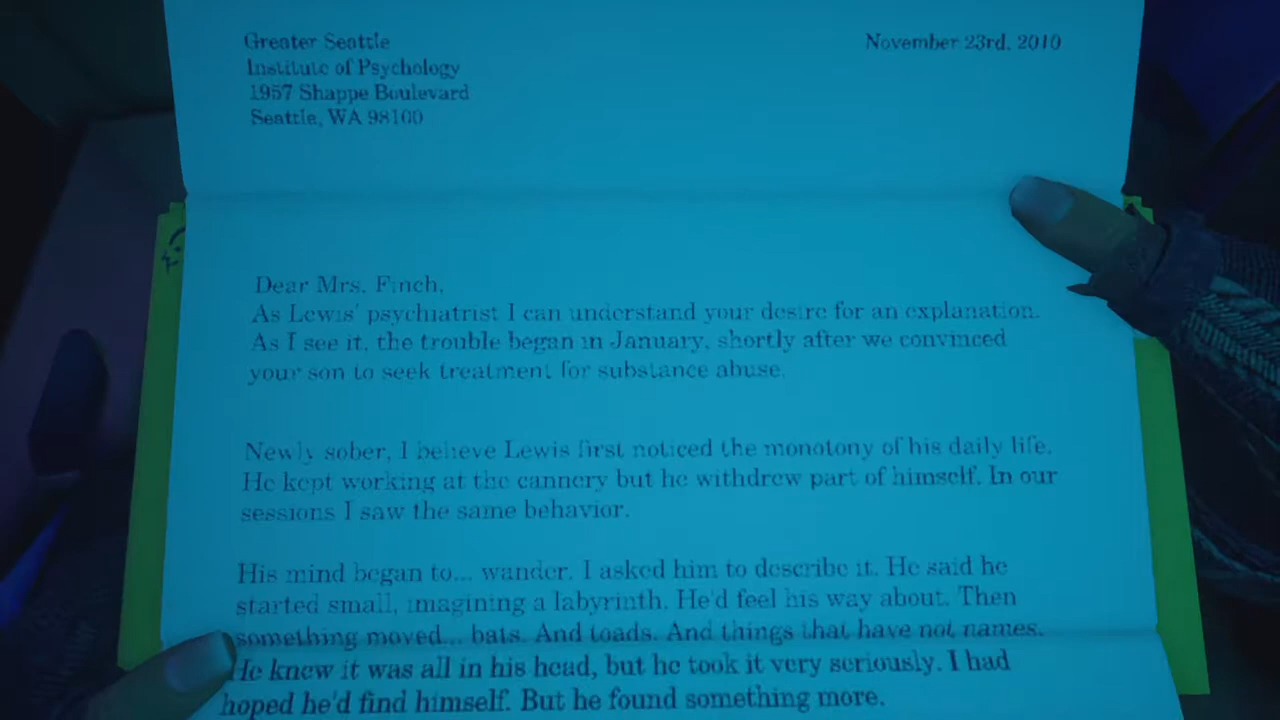 Greater Seattle
November 23rd, 2010
Institute of Psychology
1957 Shappe Boulevard
Seattle, WA 98100
Dear Mrs. Finch,
As Lewis' psychiatrist I can understand your desire for an explanation.
As I see it, the trouble began in January, shortly after we convinced
your son to seek treatment for substance abuse.
Newly sober, I believe Lewis first noticed the monotony of his daily life.
He kept working at the cannery but he withdrew part of himself. In our
sessions I saw the same behavior.
His mind began to... wander. I asked him to describe it. He said he
started small, imagining a labyrinth. He'd feel his way about. Then
something moved... bats. And toads. And things that have not names.
He knew it was all in his head, but he took it very seriously. I had
hoped he'd find himself. But he found something more.